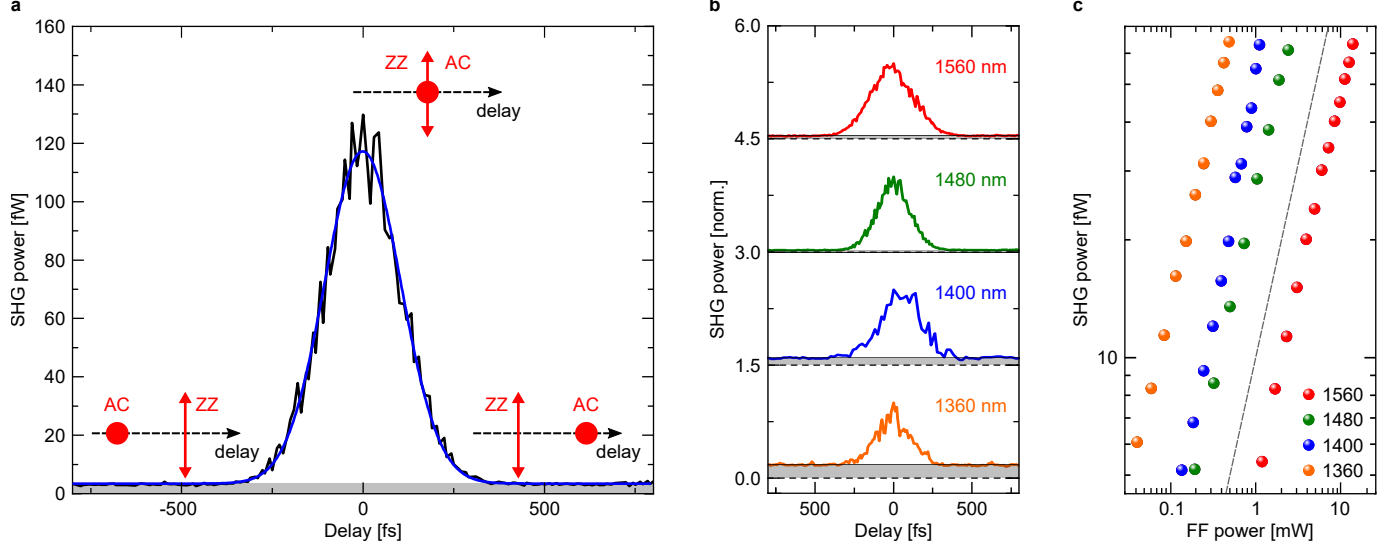 a
SHG power [fW]
160
140
120
100
80
60
40
20
0
-500
0
500
Delay [fs]
ZZ
AC
delay
AC
ZZ
delay
ZZ
AC
delay
b
SHG power [norm.]
6.0
4.5
3.0
1.5
0.0
1560 nm
1480 nm
1400 nm
1360 nm
500
0
500
Delay [fs]
c
SHG power [fW]
10
0.1
1
10
FF power [mW]
1560
1480
1400
1360